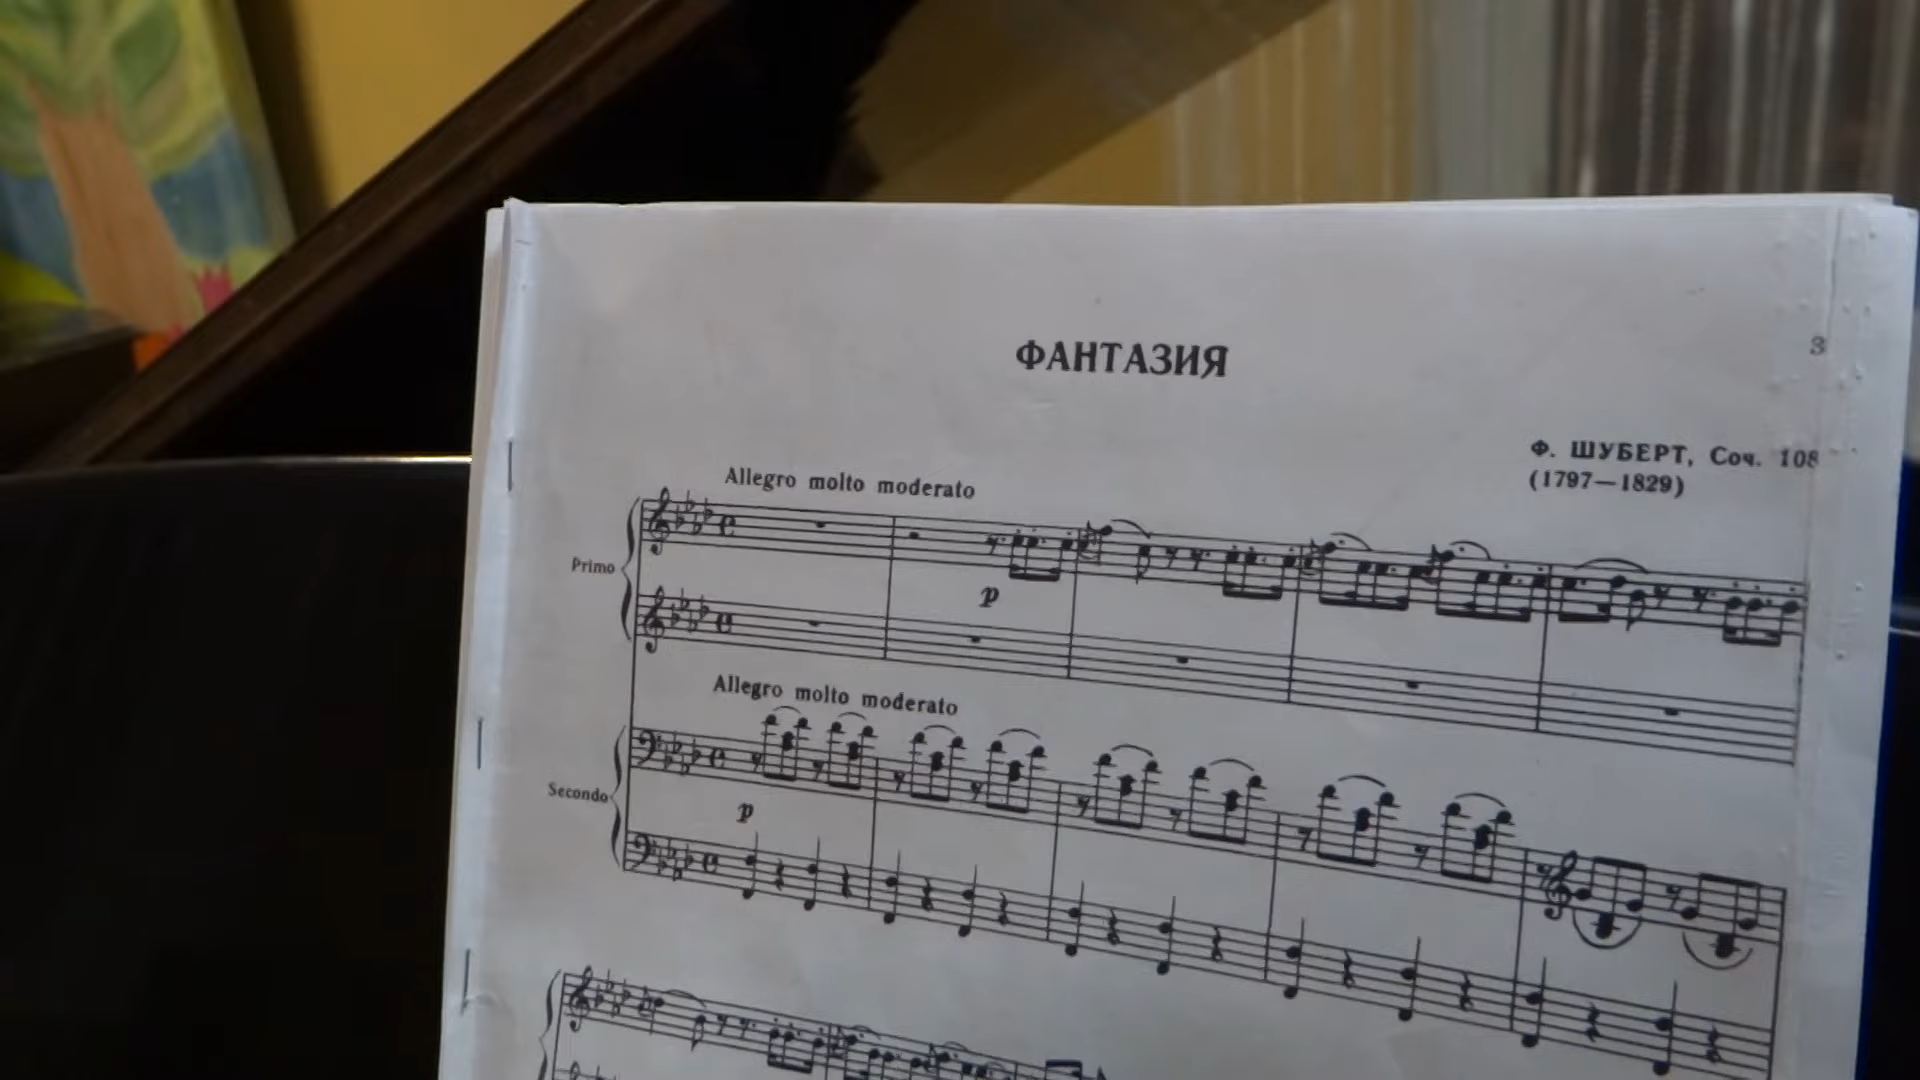 ФАНТАЗИЯ
3
Ф. ШУБЕРТ, Соч. 108
(1797—1829)
Allegro molto moderato
Primo
p
Allegro molto moderato
Secondo
p